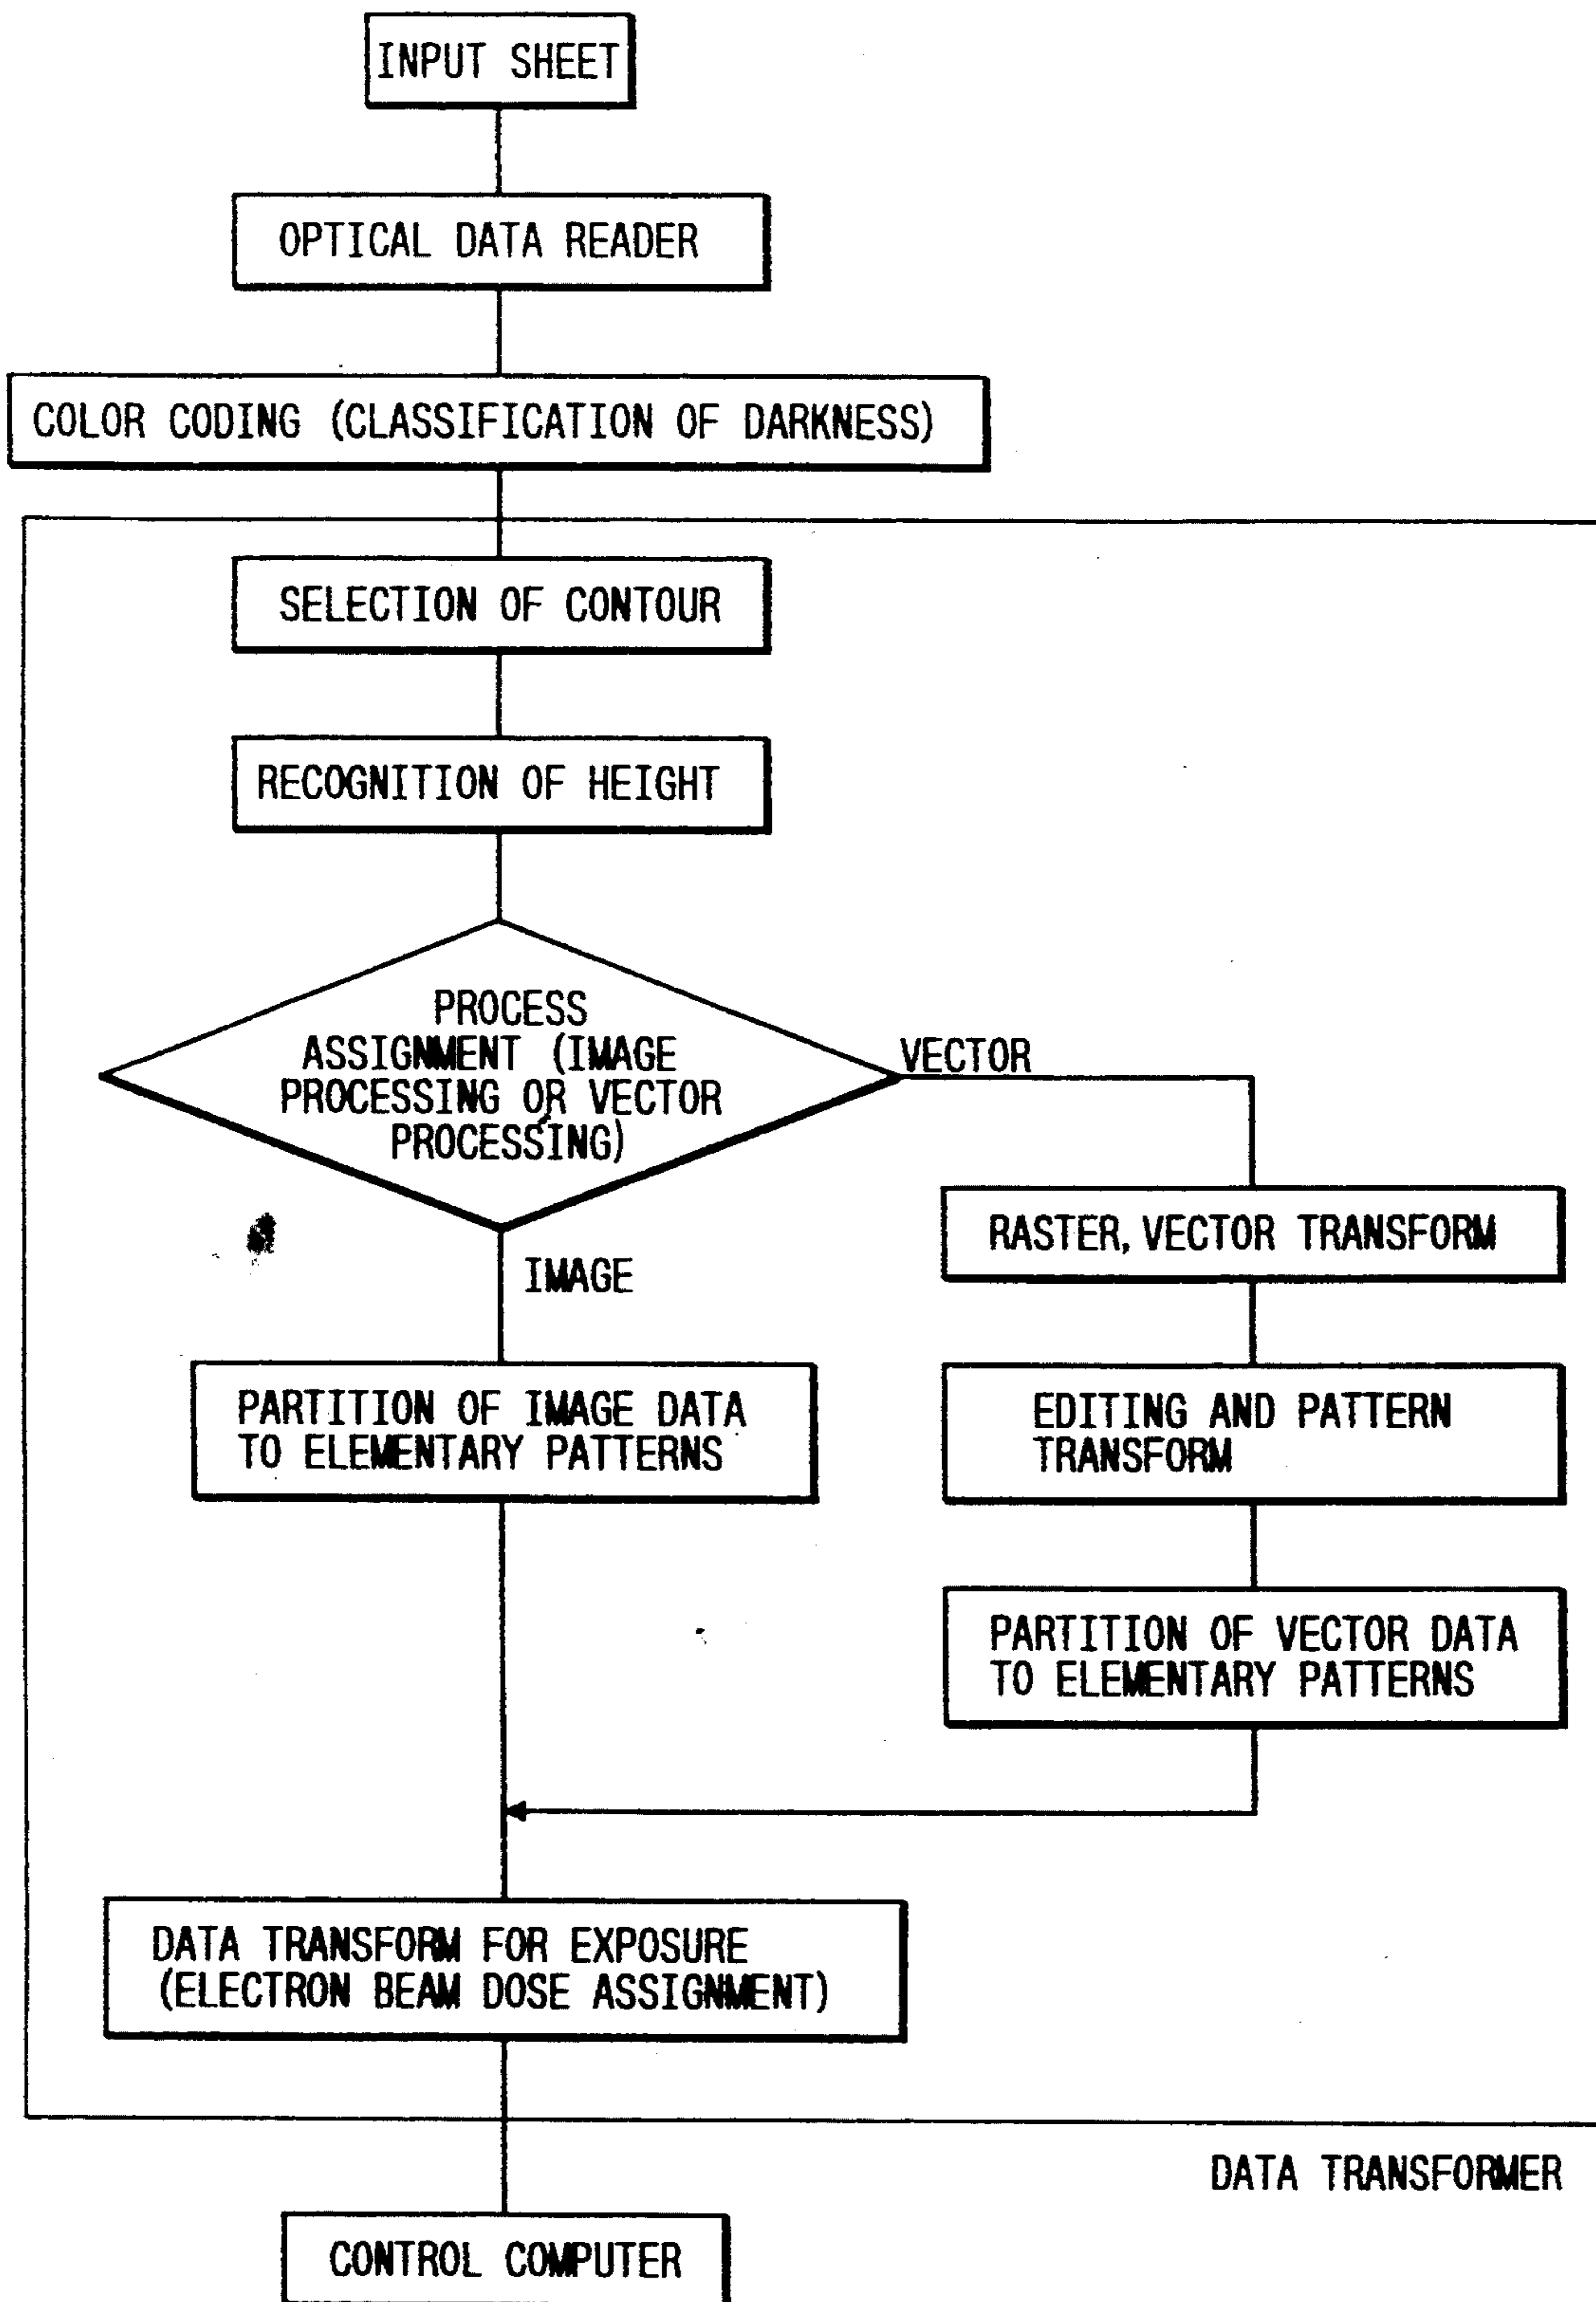 INPUT SHEET
OPTICAL DATA READER
COLOR CODING (CLASSIFICATION OF DARKNESS)
SELECTION OF CONTOUR
RECOGNITION OF HEIGHT
PROCESS
ASSIGNMENT (IMAGE
PROCESSING OR VECTOR
PROCESSING)
VECTOR
IMAGE
RASTER, VECTOR TRANSFORM
PARTITION OF IMAGE DATA
TO ELEMENTARY PATTERNS
EDITING AND PATTERN
TRANSFORM
PARTITION OF VECTOR DATA
TO ELEMENTARY PATTERNS
DATA TRANSFORM FOR EXPOSURE
(ELECTRON BEAM DOSE ASSIGNMENT)
DATA TRANSFORMER
CONTROL COMPUTER